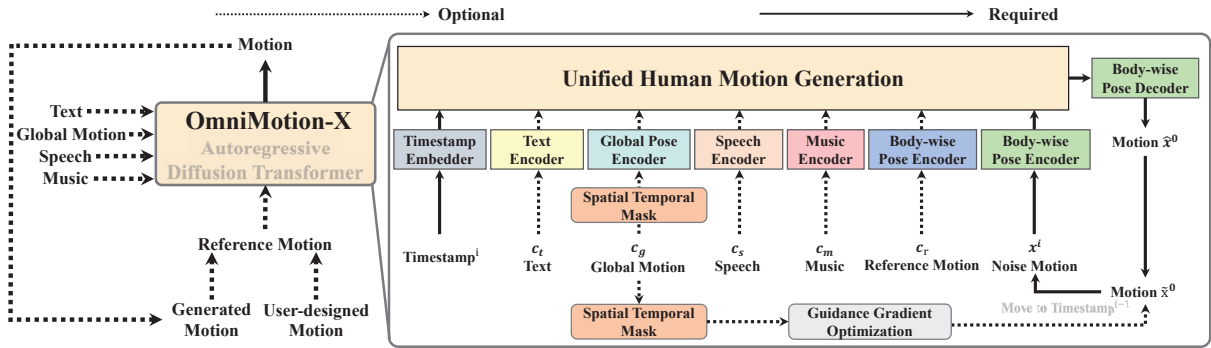 Optional
Required
Motion
Text
Global Motion
Speech
Music
OmniMotion-X
Autoregressive
Diffusion Transformer
Reference Motion
Generated
Motion
User-designed
Motion
Unified Human Motion Generation
Body-wise
Pose Decoder
Timestamp
Embedder
Text
Encoder
Global Pose
Encoder
Speech
Encoder
Music
Encoder
Body-wise
Pose Encoder
Body-wise
Pose Encoder
Motion x̂⁰
Spatial Temporal
Mask
Timestampⁱ
c_t
Text
c_g
Global Motion
c_s
Speech
c_m
Music
c_r
Reference Motion
xⁱ
Noise Motion
Motion x̃⁰
Move to Timestampⁱ⁻¹
Spatial Temporal
Mask
Guidance Gradient
Optimization